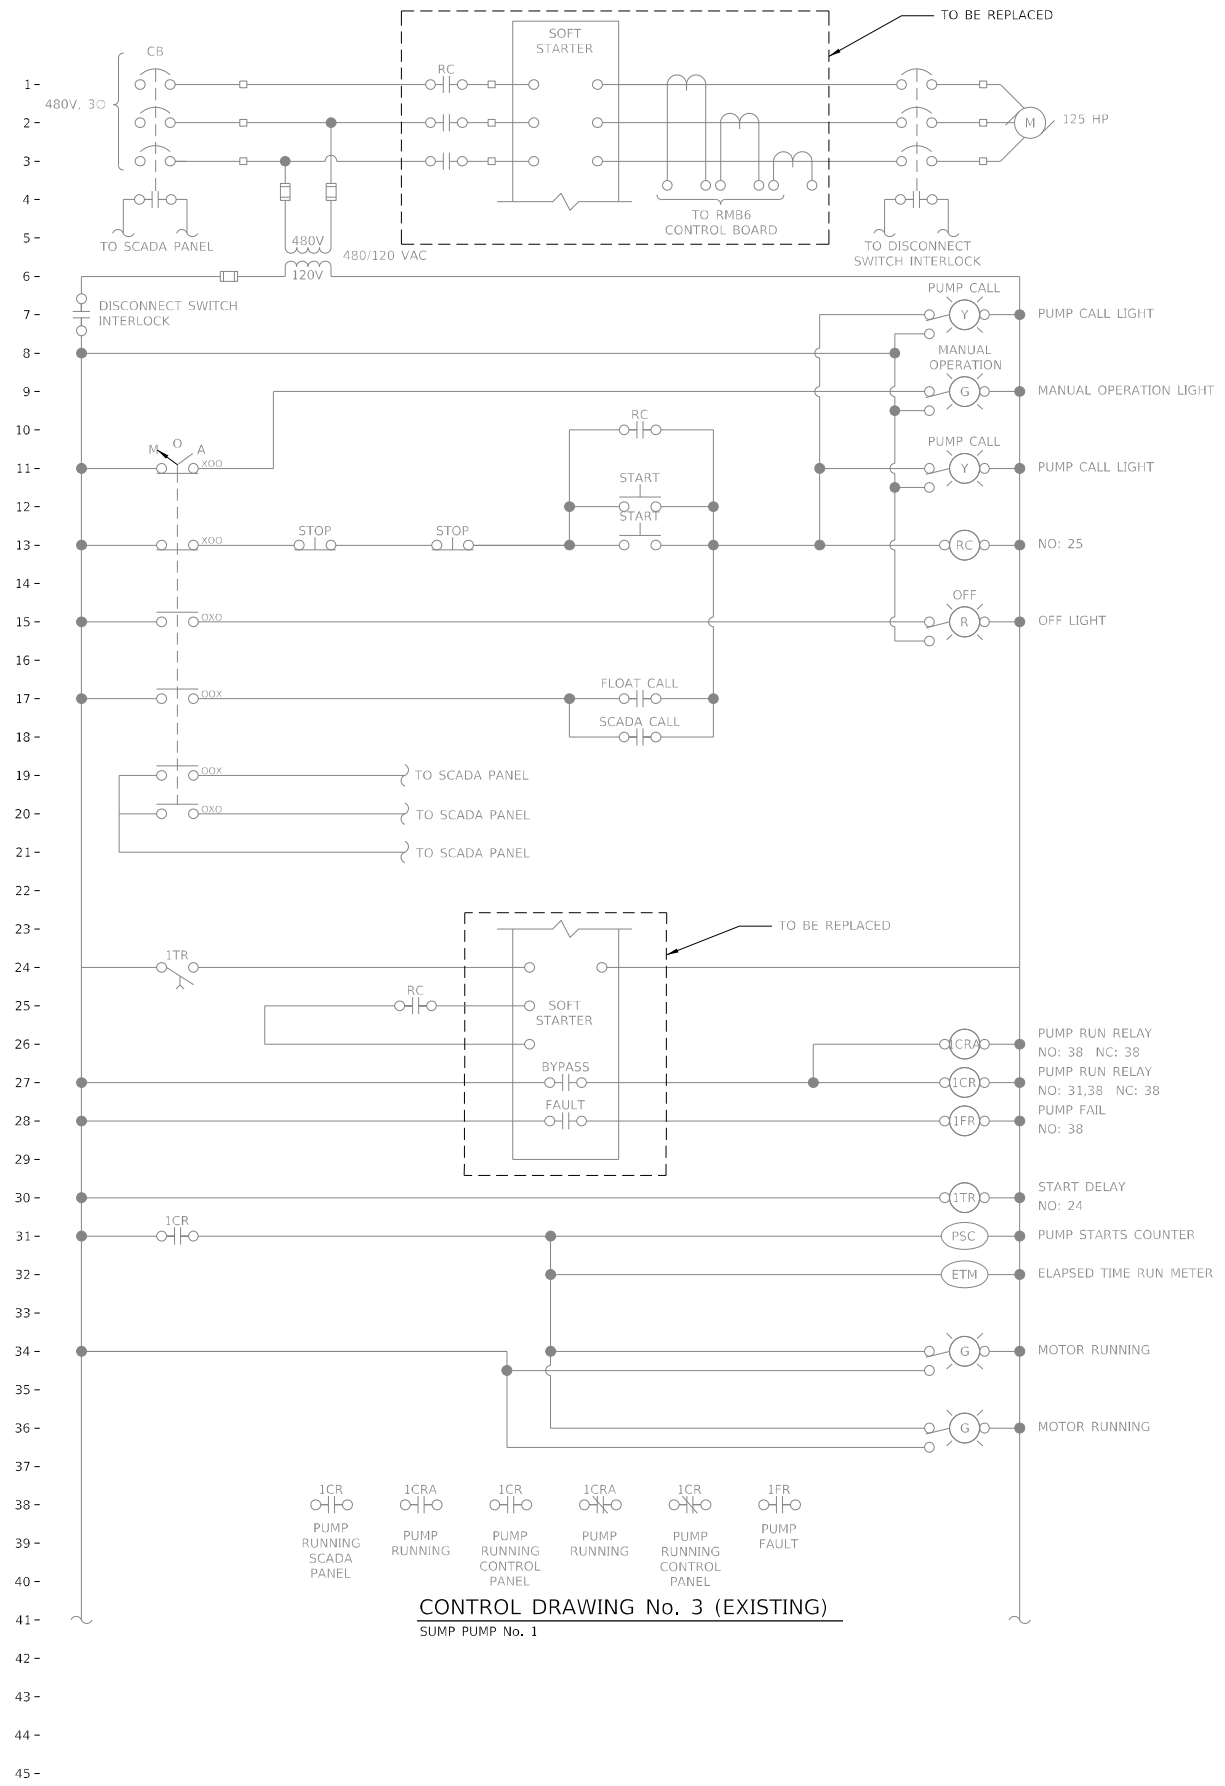 TO BE REPLACED
SOFT
STARTER
CB
RC
1 -
480V, 3∅
2 -
M
125 HP
3 -
4 -
TO RMB6
CONTROL BOARD
5 -
TO SCADA PANEL
480V
480/120 VAC
TO DISCONNECT
SWITCH INTERLOCK
6 -
120V
PUMP CALL
DISCONNECT SWITCH
INTERLOCK
7 -
Y
PUMP CALL LIGHT
8 -
MANUAL
OPERATION
9 -
G
MANUAL OPERATION LIGHT
10 -
RC
M O A
PUMP CALL
11 -
XOO
Y
PUMP CALL LIGHT
START
12 -
START
13 -
XOO
STOP
STOP
RC
NO: 25
14 -
OFF
15 -
OXO
R
OFF LIGHT
16 -
FLOAT CALL
17 -
OOX
SCADA CALL
18 -
19 -
OOX
TO SCADA PANEL
20 -
OXO
TO SCADA PANEL
21 -
TO SCADA PANEL
22 -
23 -
TO BE REPLACED
1TR
24 -
RC
25 -
SOFT
STARTER
26 -
1CRA
PUMP RUN RELAY
NO: 38 NC: 38
BYPASS
27 -
1CR
PUMP RUN RELAY
NO: 31,38 NC: 38
FAULT
28 -
1FR
PUMP FAIL
NO: 38
29 -
30 -
1TR
START DELAY
NO: 24
1CR
31 -
PSC
PUMP STARTS COUNTER
32 -
ETM
ELAPSED TIME RUN METER
33 -
34 -
G
MOTOR RUNNING
35 -
36 -
G
MOTOR RUNNING
37 -
1CR 1CRA 1CR 1CRA 1CR 1FR
38 -
PUMP
RUNNING
SCADA
PANEL
PUMP
RUNNING
PUMP
RUNNING
CONTROL
PANEL
PUMP
RUNNING
PUMP
RUNNING
CONTROL
PANEL
PUMP
FAULT
39 -
40 -
CONTROL DRAWING No. 3 (EXISTING)
41 -
SUMP PUMP No. 1
42 -
43 -
44 -
45 -